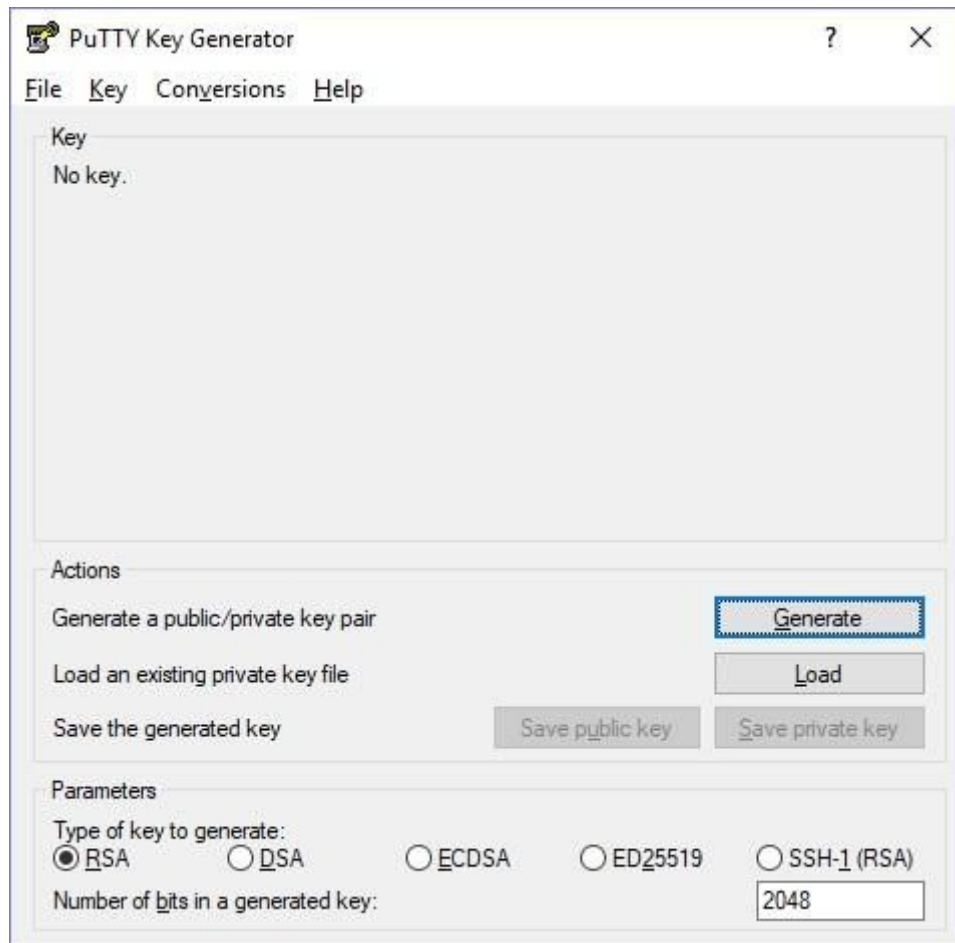 PuTTY Key Generator ?
File Key Conversions Help
Key
No key.
Actions
Generate a public/private key pair Generate
Load an existing private key file Load
Save the generated key Save public key Save private key
Parameters
Type of key to generate:
RSA DSA ECDSA ED25519 SSH-1 (RSA)
Number of bits in a generated key: 2048